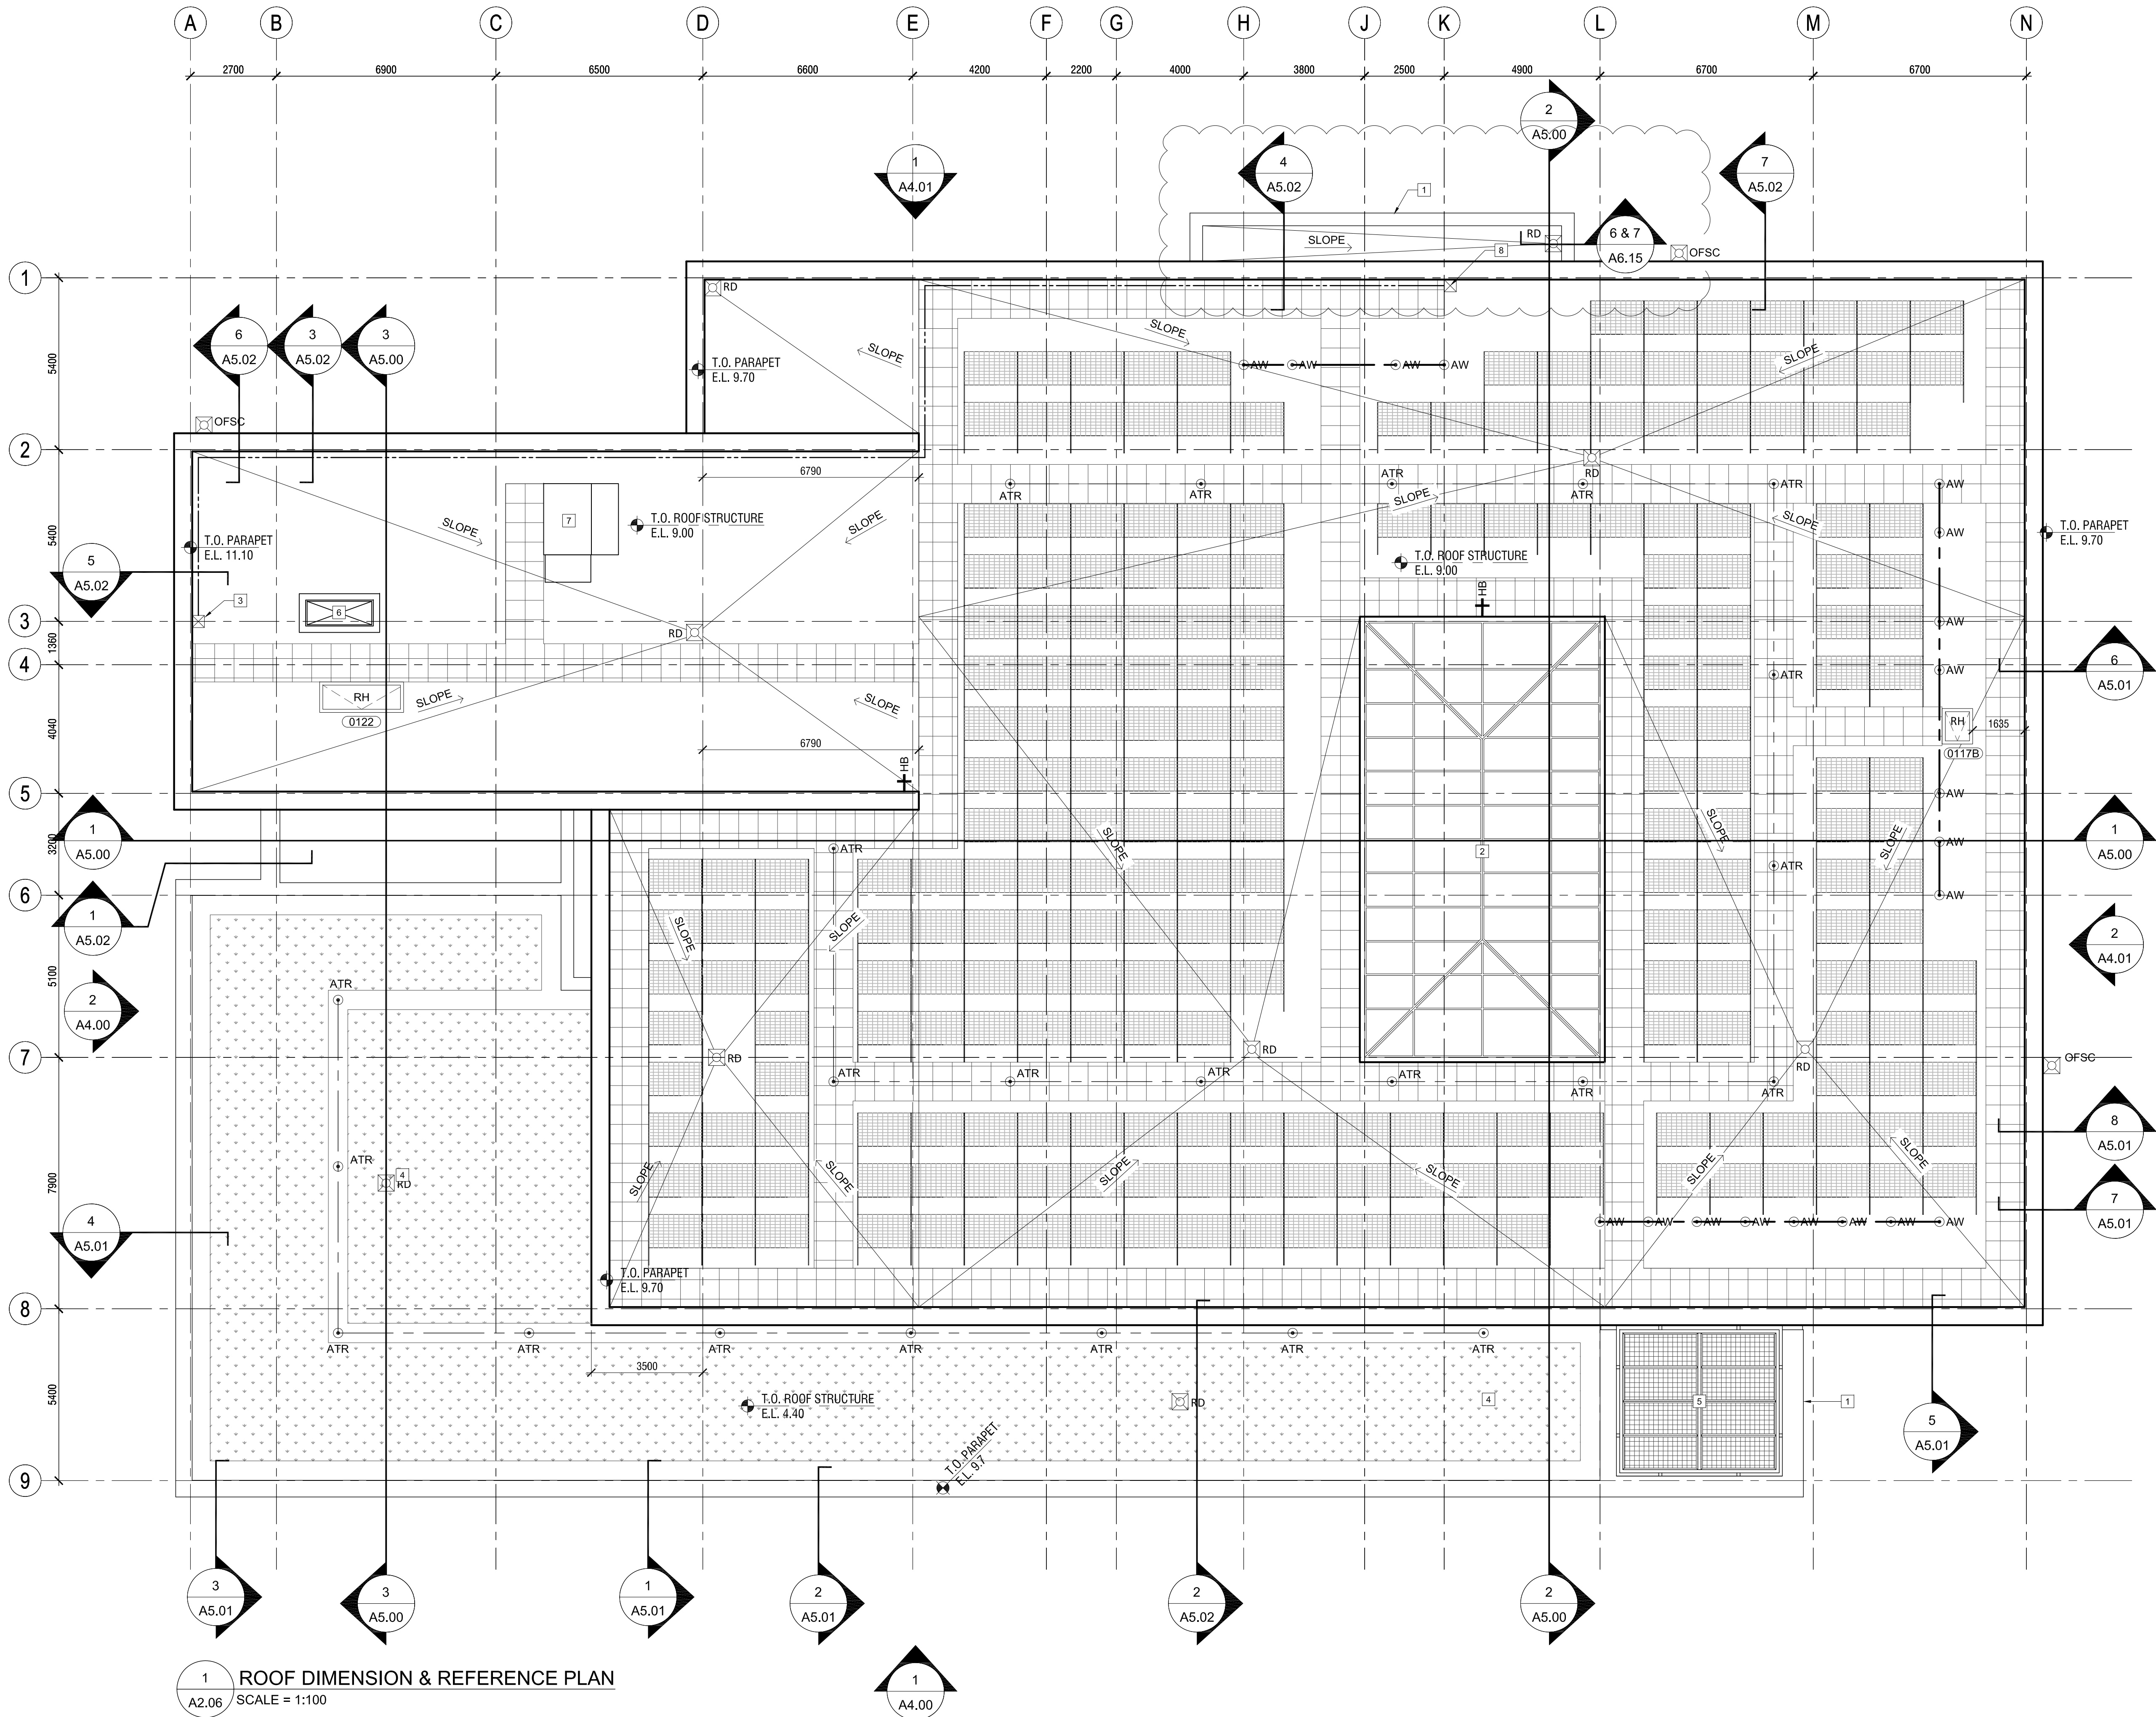 A B C D E F G H J K L M N
2700 6900 6500 6600 4200 2200 4000 3800 2500 4900 6700 6700
2
A5.00
1
A4.01
4
A5.02
7
A5.02
1
SLOPE
RD
8
6 & 7
A6.15
OFSC
1
RD
6
A5.02
3
A5.02
3
A5.00
5400
SLOPE
SLOPE
SLOPE
T.O. PARAPET
E.L. 9.70
AW AW AW AW
OFSC
2
6790
RD
ATR ATR ATR ATR ATR AW
SLOPE
5400
SLOPE
7
T.O. ROOF STRUCTURE
E.L. 9.00
SLOPE
SLOPE
T.O. PARAPET
E.L. 11.10
AW
T.O. PARAPET
E.L. 9.70
5
A5.02
T.O. ROOF STRUCTURE
E.L. 9.00
HB
3
6
3
RD
AW
1360
4
ATR
AW
6
A5.01
RH
0122
SLOPE
SLOPE
4040
6790
RH
1635
0117B
HB
5
AW
1
A5.00
3200
SLOPE
ATR
2
SLOPE
SLOPE
AW
1
A5.00
ATR
6
AW
1
A5.02
SLOPE
SLOPE
2
A4.01
5100
ATR
2
A4.00
7
RD
RD
RD
OFSC
ATR ATR ATR ATR ATR ATR
8
A5.01
7900
ATR
4
RD
SLOPE
SLOPE
SLOPE
SLOPE
SLOPE
SLOPE
7
A5.01
4
A5.01
AW AW AW AW AW AW AW AW
T.O. PARAPET
E.L. 9.70
8
ATR ATR ATR ATR ATR ATR ATR
3500
5400
T.O. ROOF STRUCTURE
E.L. 4.40
RD
4
5
1
5
A5.01
T.O. PARAPET
E.L. 9.7
9
3
A5.01
3
A5.00
1
A5.01
2
A5.01
2
A5.02
2
A5.00
1
A2.06
ROOF DIMENSION & REFERENCE PLAN
SCALE = 1:100
1
A4.00